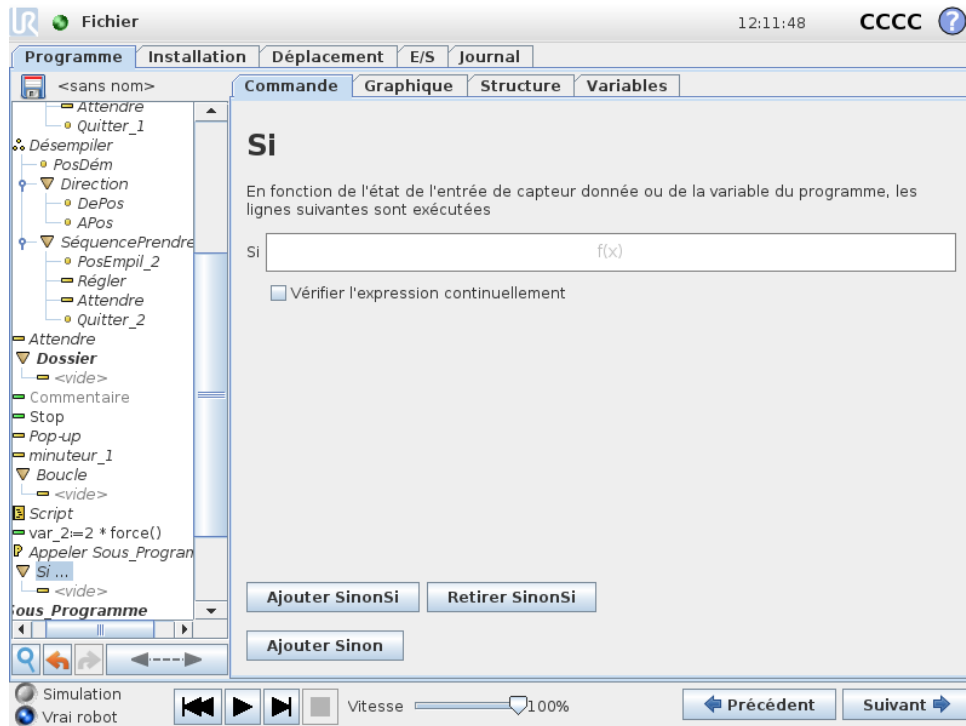 UR Fichier 12:11:48 CCCC ?
Programme Installation Déplacement E/S Journal
<sans nom>
Commande Graphique Structure Variables
Attendre
Quitter_1
Désempiler
PosDém
Direction
DePos
APos
SéquencePrendre
PosEmpil_2
Régler
Attendre
Quitter_2
Attendre
Dossier
<vide>
Commentaire
Stop
Pop-up
minuteur_1
Boucle
<vide>
Script
var_2:=2 * force()
Appeler Sous_Program
Si ...
<vide>
Sous_Programme
Si
En fonction de l'état de l'entrée de capteur donnée ou de la variable du programme, les
lignes suivantes sont exécutées
Si f(x)
Vérifier l'expression continuellement
Ajouter SinonSi Retirer SinonSi
Ajouter Sinon
Simulation
Vrai robot
Vitesse 100%
Précédent Suivant